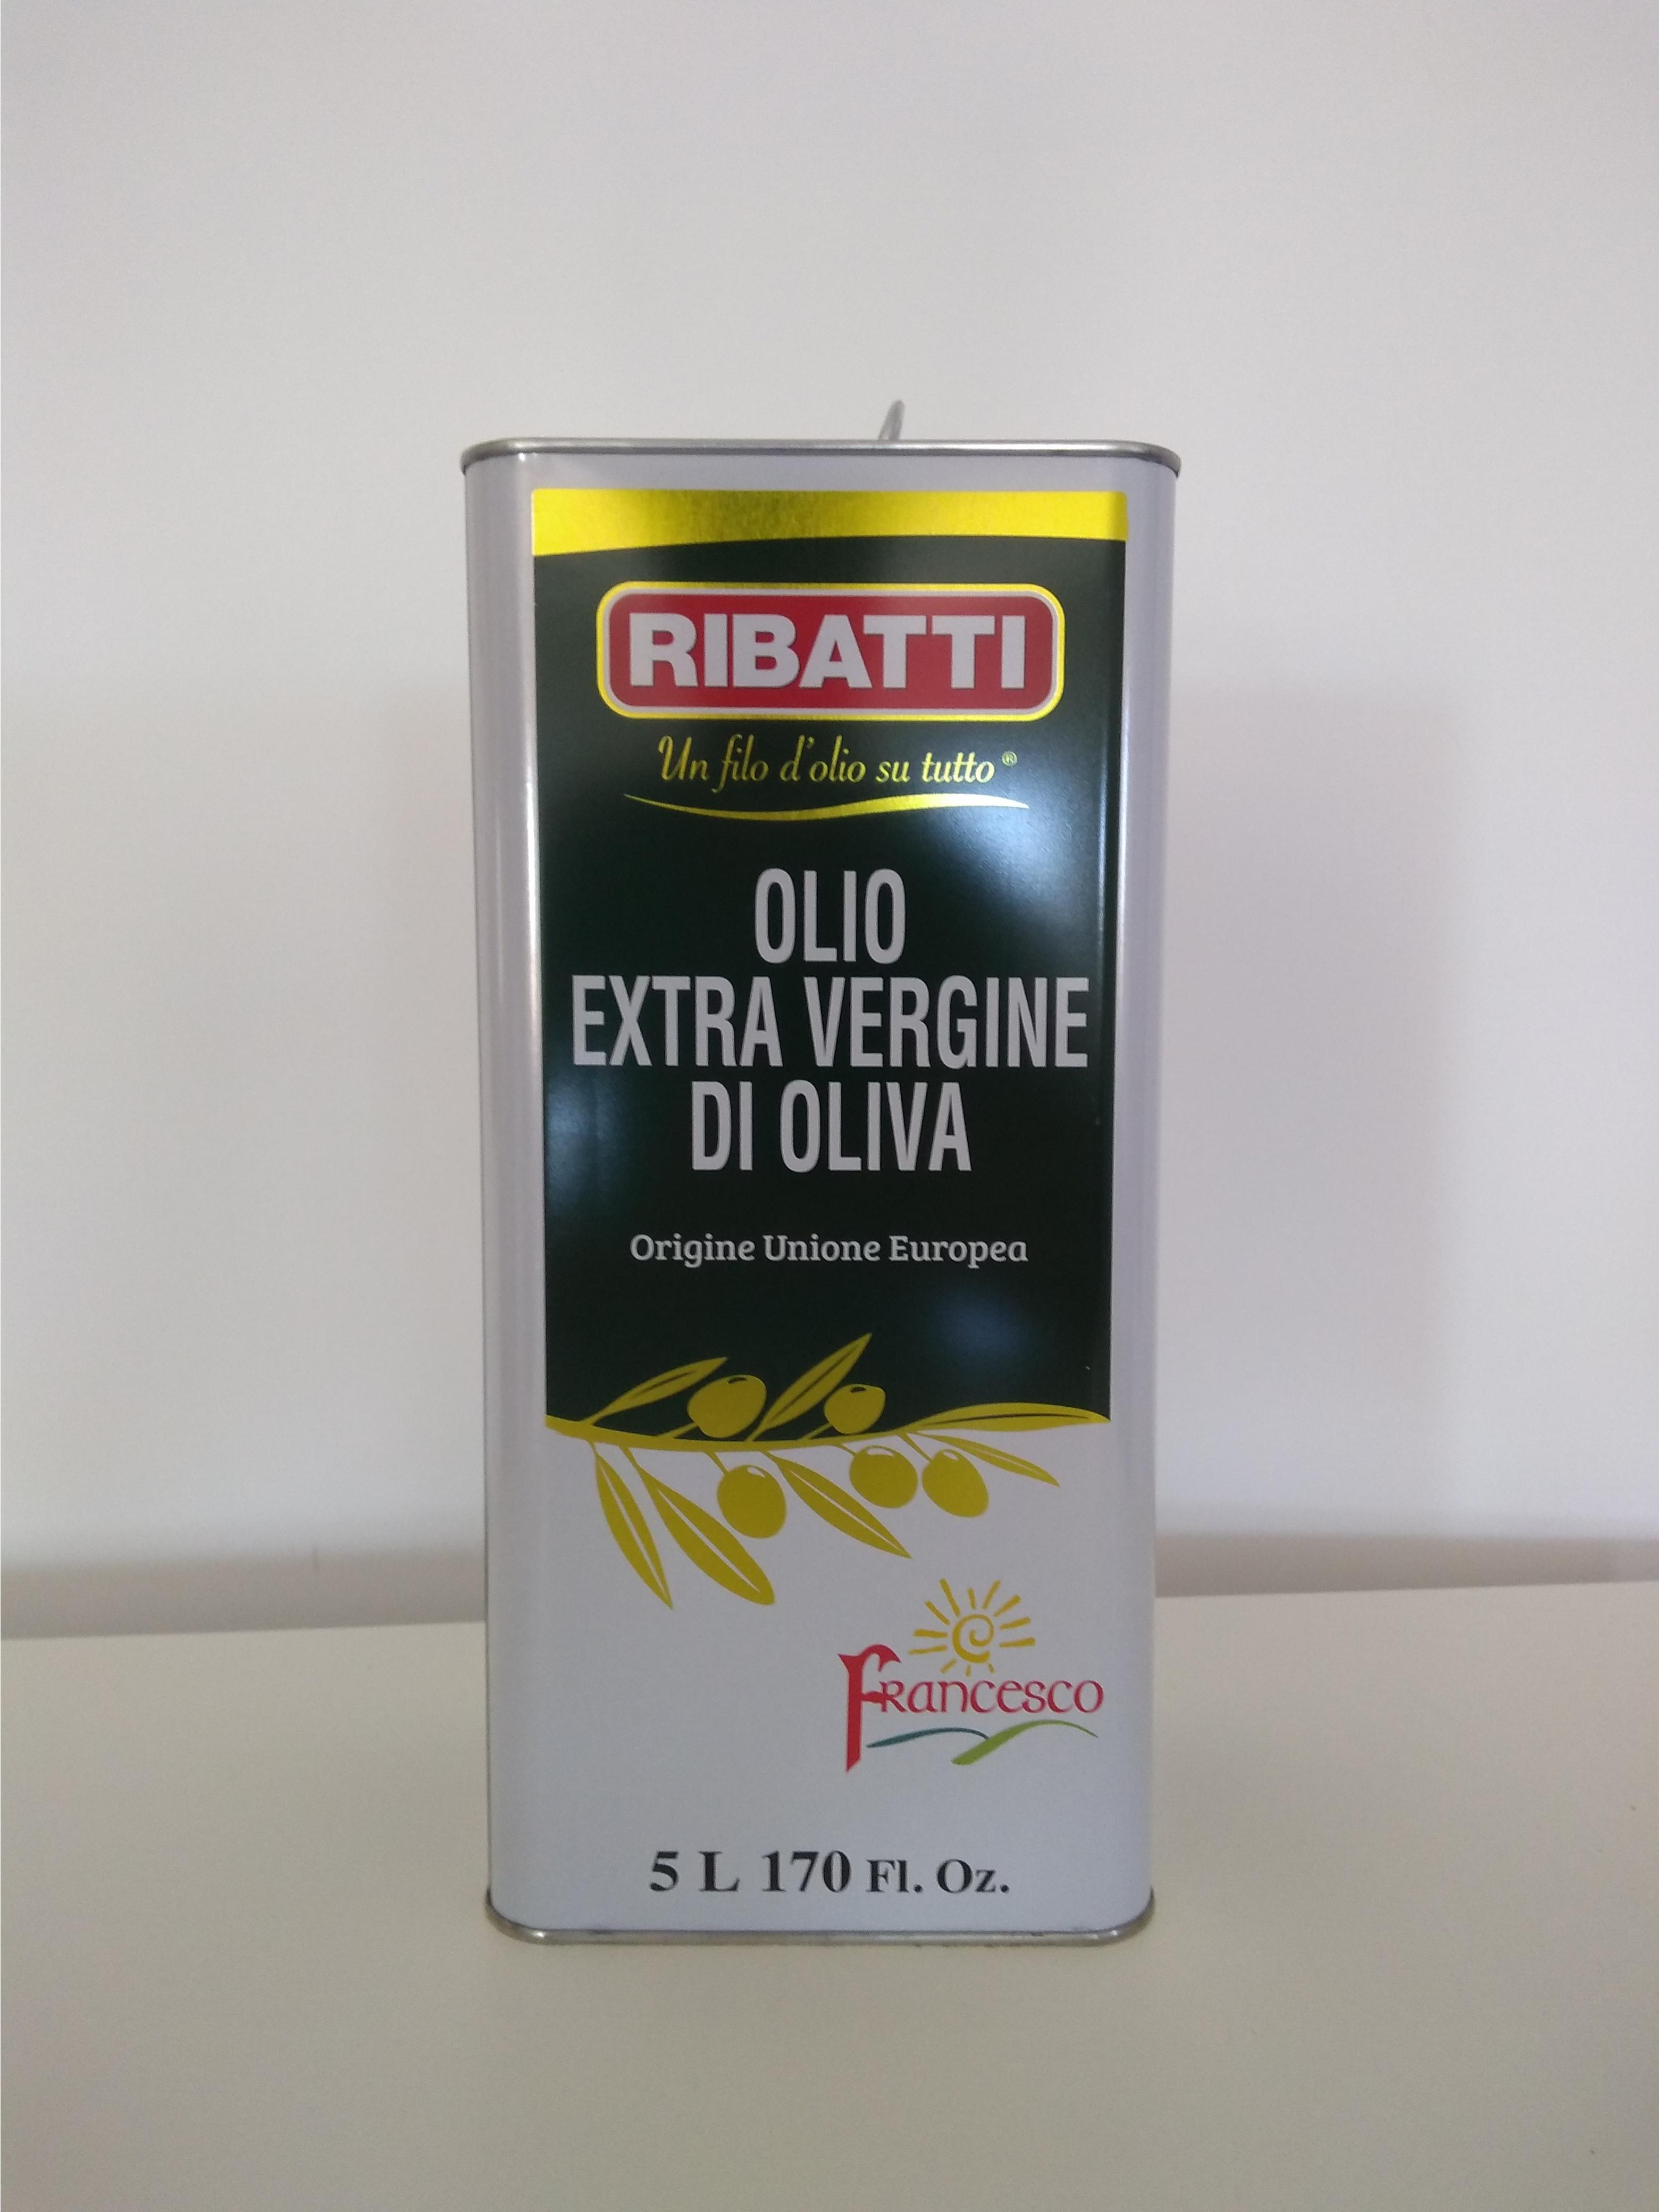 RIBATTI
Un filo d'olio su tutto®
OLIO
EXTRA VERGINE
DI OLIVA
Origine Unione Europea
Francesco
5 L 170 Fl. Oz.